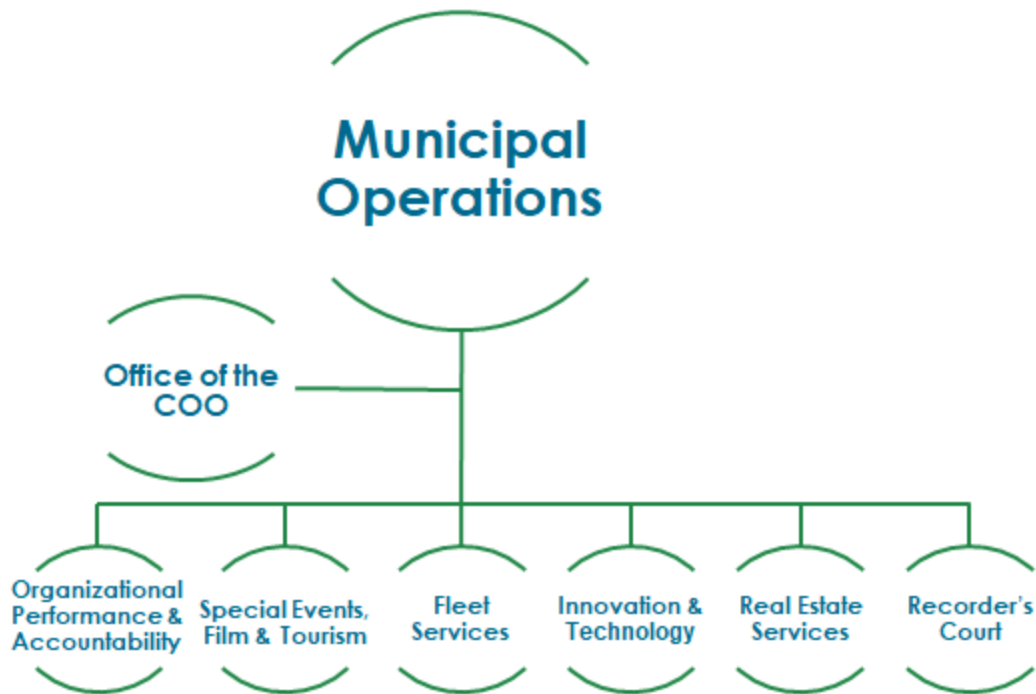 Municipal
Operations
Office of the
COO
Organizational
Performance &
Accountability
Special Events,
Film & Tourism
Fleet
Services
Innovation &
Technology
Real Estate
Services
Recorder's
Court